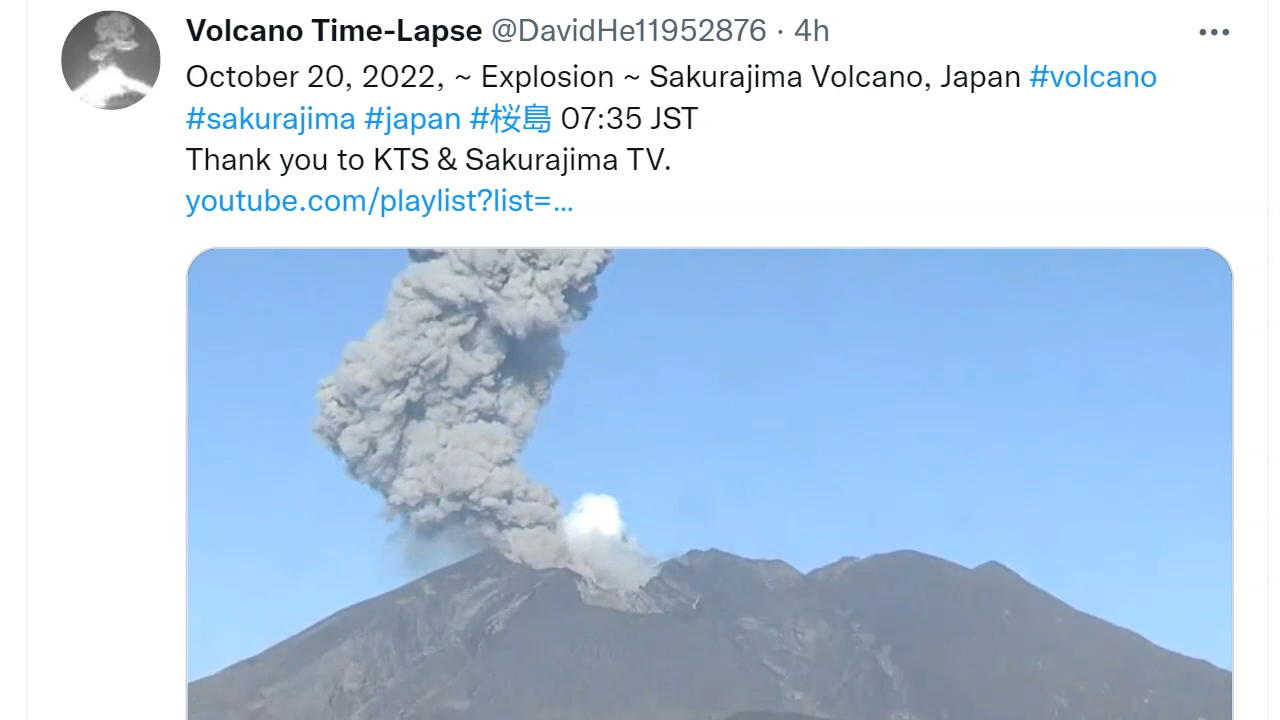 Volcano Time-Lapse @DavidHe11952876 · 4h
October 20, 2022, ~ Explosion ~ Sakurajima Volcano, Japan #volcano
#sakurajima #japan #桜島 07:35 JST
Thank you to KTS & Sakurajima TV.
youtube.com/playlist?list=…